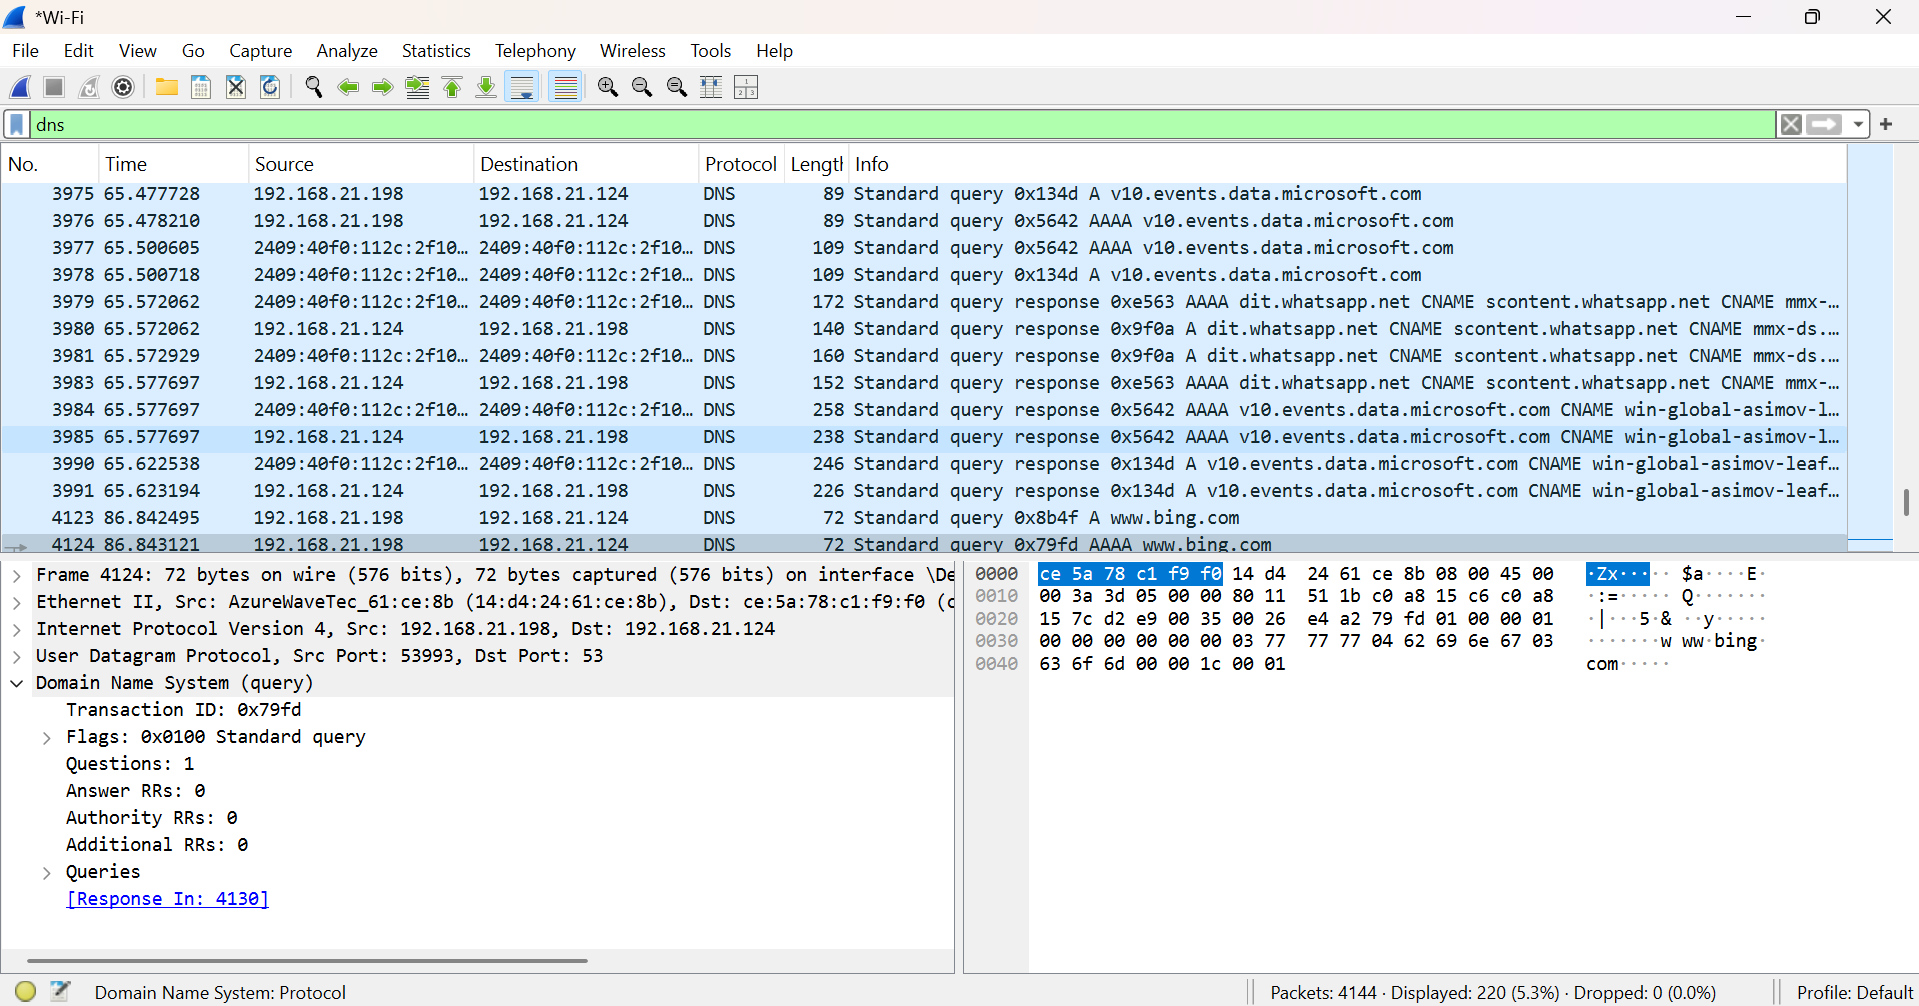 *Wi-Fi
File Edit View Go Capture Analyze Statistics Telephony Wireless Tools Help
dns
No. Time Source Destination Protocol Lengtl Info
3975 65.477728 192.168.21.198 192.168.21.124 DNS 89 Standard query 0x134d A v10.events.data.microsoft.com
3976 65.478210 192.168.21.198 192.168.21.124 DNS 89 Standard query 0x5642 AAAA v10.events.data.microsoft.com
3977 65.500605 2409:40f0:112c:2f10… 2409:40f0:112c:2f10… DNS 109 Standard query 0x5642 AAAA v10.events.data.microsoft.com
3978 65.500718 2409:40f0:112c:2f10… 2409:40f0:112c:2f10… DNS 109 Standard query 0x134d A v10.events.data.microsoft.com
3979 65.572062 2409:40f0:112c:2f10… 2409:40f0:112c:2f10… DNS 172 Standard query response 0xe563 AAAA dit.whatsapp.net CNAME scontent.whatsapp.net CNAME mmx-…
3980 65.572062 192.168.21.124 192.168.21.198 DNS 140 Standard query response 0x9f0a A dit.whatsapp.net CNAME scontent.whatsapp.net CNAME mmx-ds.…
3981 65.572929 2409:40f0:112c:2f10… 2409:40f0:112c:2f10… DNS 160 Standard query response 0x9f0a A dit.whatsapp.net CNAME scontent.whatsapp.net CNAME mmx-ds.…
3983 65.577697 192.168.21.124 192.168.21.198 DNS 152 Standard query response 0xe563 AAAA dit.whatsapp.net CNAME scontent.whatsapp.net CNAME mmx-…
3984 65.577697 2409:40f0:112c:2f10… 2409:40f0:112c:2f10… DNS 258 Standard query response 0x5642 AAAA v10.events.data.microsoft.com CNAME win-global-asimov-l…
3985 65.577697 192.168.21.124 192.168.21.198 DNS 238 Standard query response 0x5642 AAAA v10.events.data.microsoft.com CNAME win-global-asimov-l…
3990 65.622538 2409:40f0:112c:2f10… 2409:40f0:112c:2f10… DNS 246 Standard query response 0x134d A v10.events.data.microsoft.com CNAME win-global-asimov-leaf…
3991 65.623194 192.168.21.124 192.168.21.198 DNS 226 Standard query response 0x134d A v10.events.data.microsoft.com CNAME win-global-asimov-leaf…
4123 86.842495 192.168.21.198 192.168.21.124 DNS 72 Standard query 0x8b4f A www.bing.com
4124 86.843121 192.168.21.198 192.168.21.124 DNS 72 Standard query 0x79fd AAAA www.bing.com
Frame 4124: 72 bytes on wire (576 bits), 72 bytes captured (576 bits) on interface \De
Ethernet II, Src: AzureWaveTec_61:ce:8b (14:d4:24:61:ce:8b), Dst: ce:5a:78:c1:f9:f0 (c
Internet Protocol Version 4, Src: 192.168.21.198, Dst: 192.168.21.124
User Datagram Protocol, Src Port: 53993, Dst Port: 53
Domain Name System (query)
Transaction ID: 0x79fd
Flags: 0x0100 Standard query
Questions: 1
Answer RRs: 0
Authority RRs: 0
Additional RRs: 0
Queries
[Response In: 4130]
0000 ce 5a 78 c1 f9 f0 14 d4 24 61 ce 8b 08 00 45 00 ·Zx····· $a····E·
0010 00 3a 3d 05 00 00 80 11 51 1b c0 a8 15 c6 c0 a8 ·:=····· Q·······
0020 15 7c d2 e9 00 35 00 26 e4 a2 79 fd 01 00 00 01 ·|···5·& ··y·····
0030 00 00 00 00 00 00 03 77 77 77 04 62 69 6e 67 03 ·······w ww·bing·
0040 63 6f 6d 00 00 1c 00 01 com·····
Domain Name System: Protocol
Packets: 4144 · Displayed: 220 (5.3%) · Dropped: 0 (0.0%)
Profile: Default